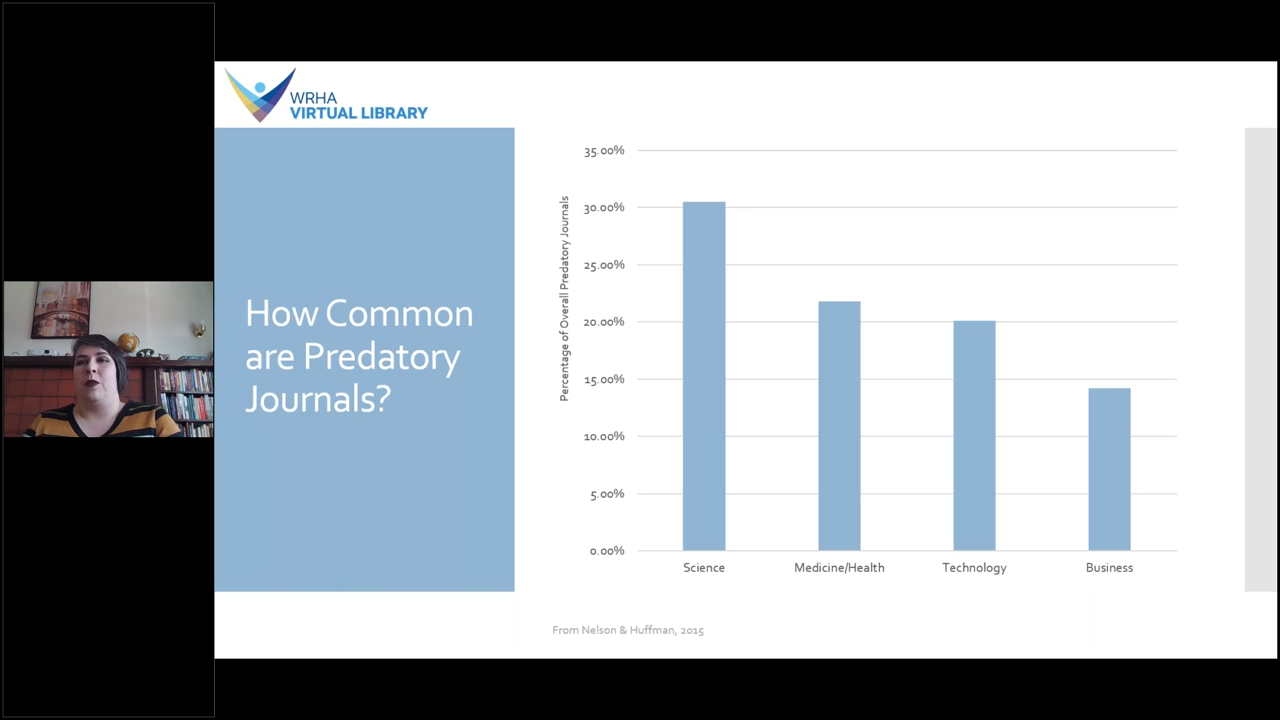 WRHA
VIRTUAL LIBRARY
How Common
are Predatory
Journals?
Percentage of Overall Predatory Journals
35.00%
30.00%
25.00%
20.00%
15.00%
10.00%
5.00%
0.00%
Science
Medicine/Health
Technology
Business
From Nelson & Huffman, 2015